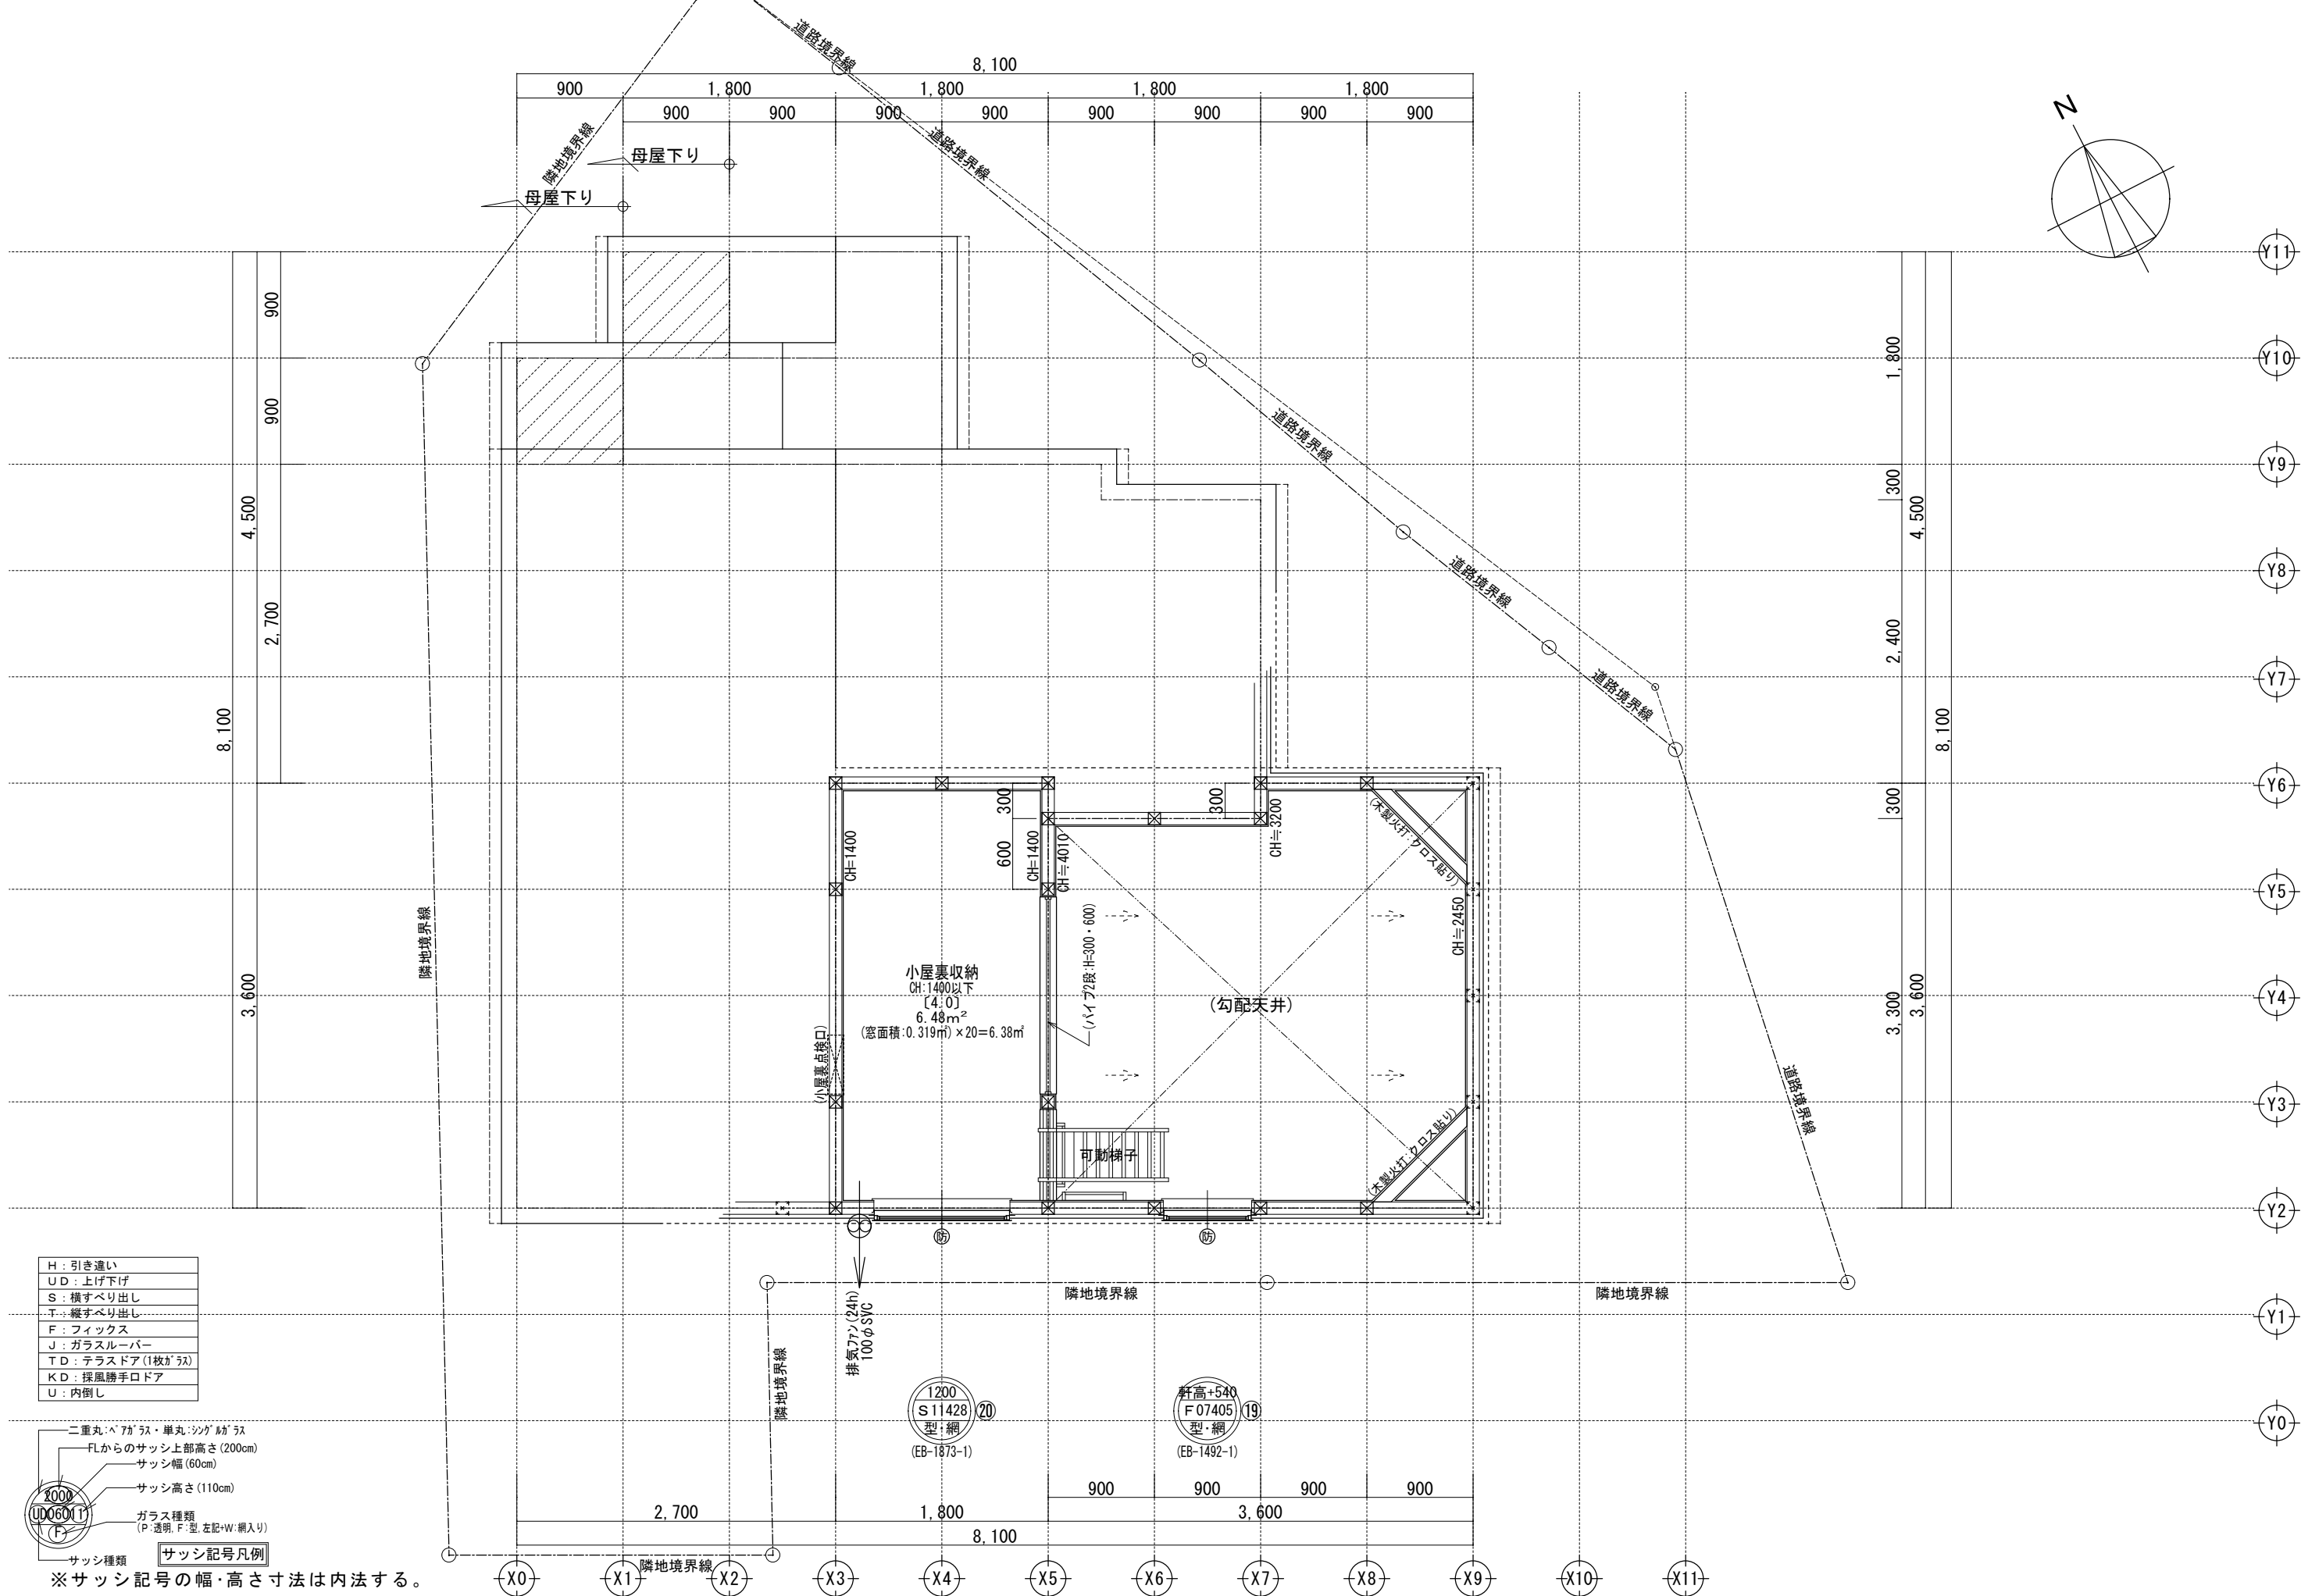 道路境界線
8,100
900
1,800
1,800
1,800
1,800
900
900
900
900
900
900
900
900
N
道路境界線
隣地境界線
母屋下り
母屋下り
Y11
Y10
Y9
Y8
Y7
Y6
Y5
Y4
Y3
Y2
Y1
Y0
900
900
4,500
2,700
8,100
3,600
1,800
300
4,500
2,400
8,100
300
3,300
3,600
道路境界線
道路境界線
道路境界線
道路境界線
隣地境界線
300
600
300
CH=1400
CH=1400
CH≒4010
CH≒3200
CH≒2450
(木製火打:クロス貼り)
(木製火打:クロス貼り)
(パイプ2段:H=300・600)
小屋裏収納
CH:1400以下
〔4.0〕
6.48m²
(窓面積:0.319㎡)×20=6.38㎡
(勾配天井)
(小屋裏点検口)
可動梯子
防
防
排気ファン(24h)
100φSVC
隣地境界線
隣地境界線
隣地境界線
隣地境界線
H:引き違い
UD:上げ下げ
S:横すべり出し
T:縦すべり出し
F:フィックス
J:ガラスルーバー
TD:テラスドア(1枚ガラス)
KD:採風勝手口ドア
U:内倒し
1200
S11428
型・網
⑳
(EB-1873-1)
軒高+540
F07405
型・網
⑲
(EB-1492-1)
二重丸:ペアガラス・単丸:シングルガラス
FLからのサッシ上部高さ(200cm)
サッシ幅(60cm)
サッシ高さ(110cm)
ガラス種類
(P:透明,F:型,左記+W:網入り)
サッシ種類
2000
UD06011
F
サッシ記号凡例
※サッシ記号の幅・高さ寸法は内法する。
900
900
900
900
2,700
1,800
3,600
8,100
X0
X1
X2
X3
X4
X5
X6
X7
X8
X9
X10
X11